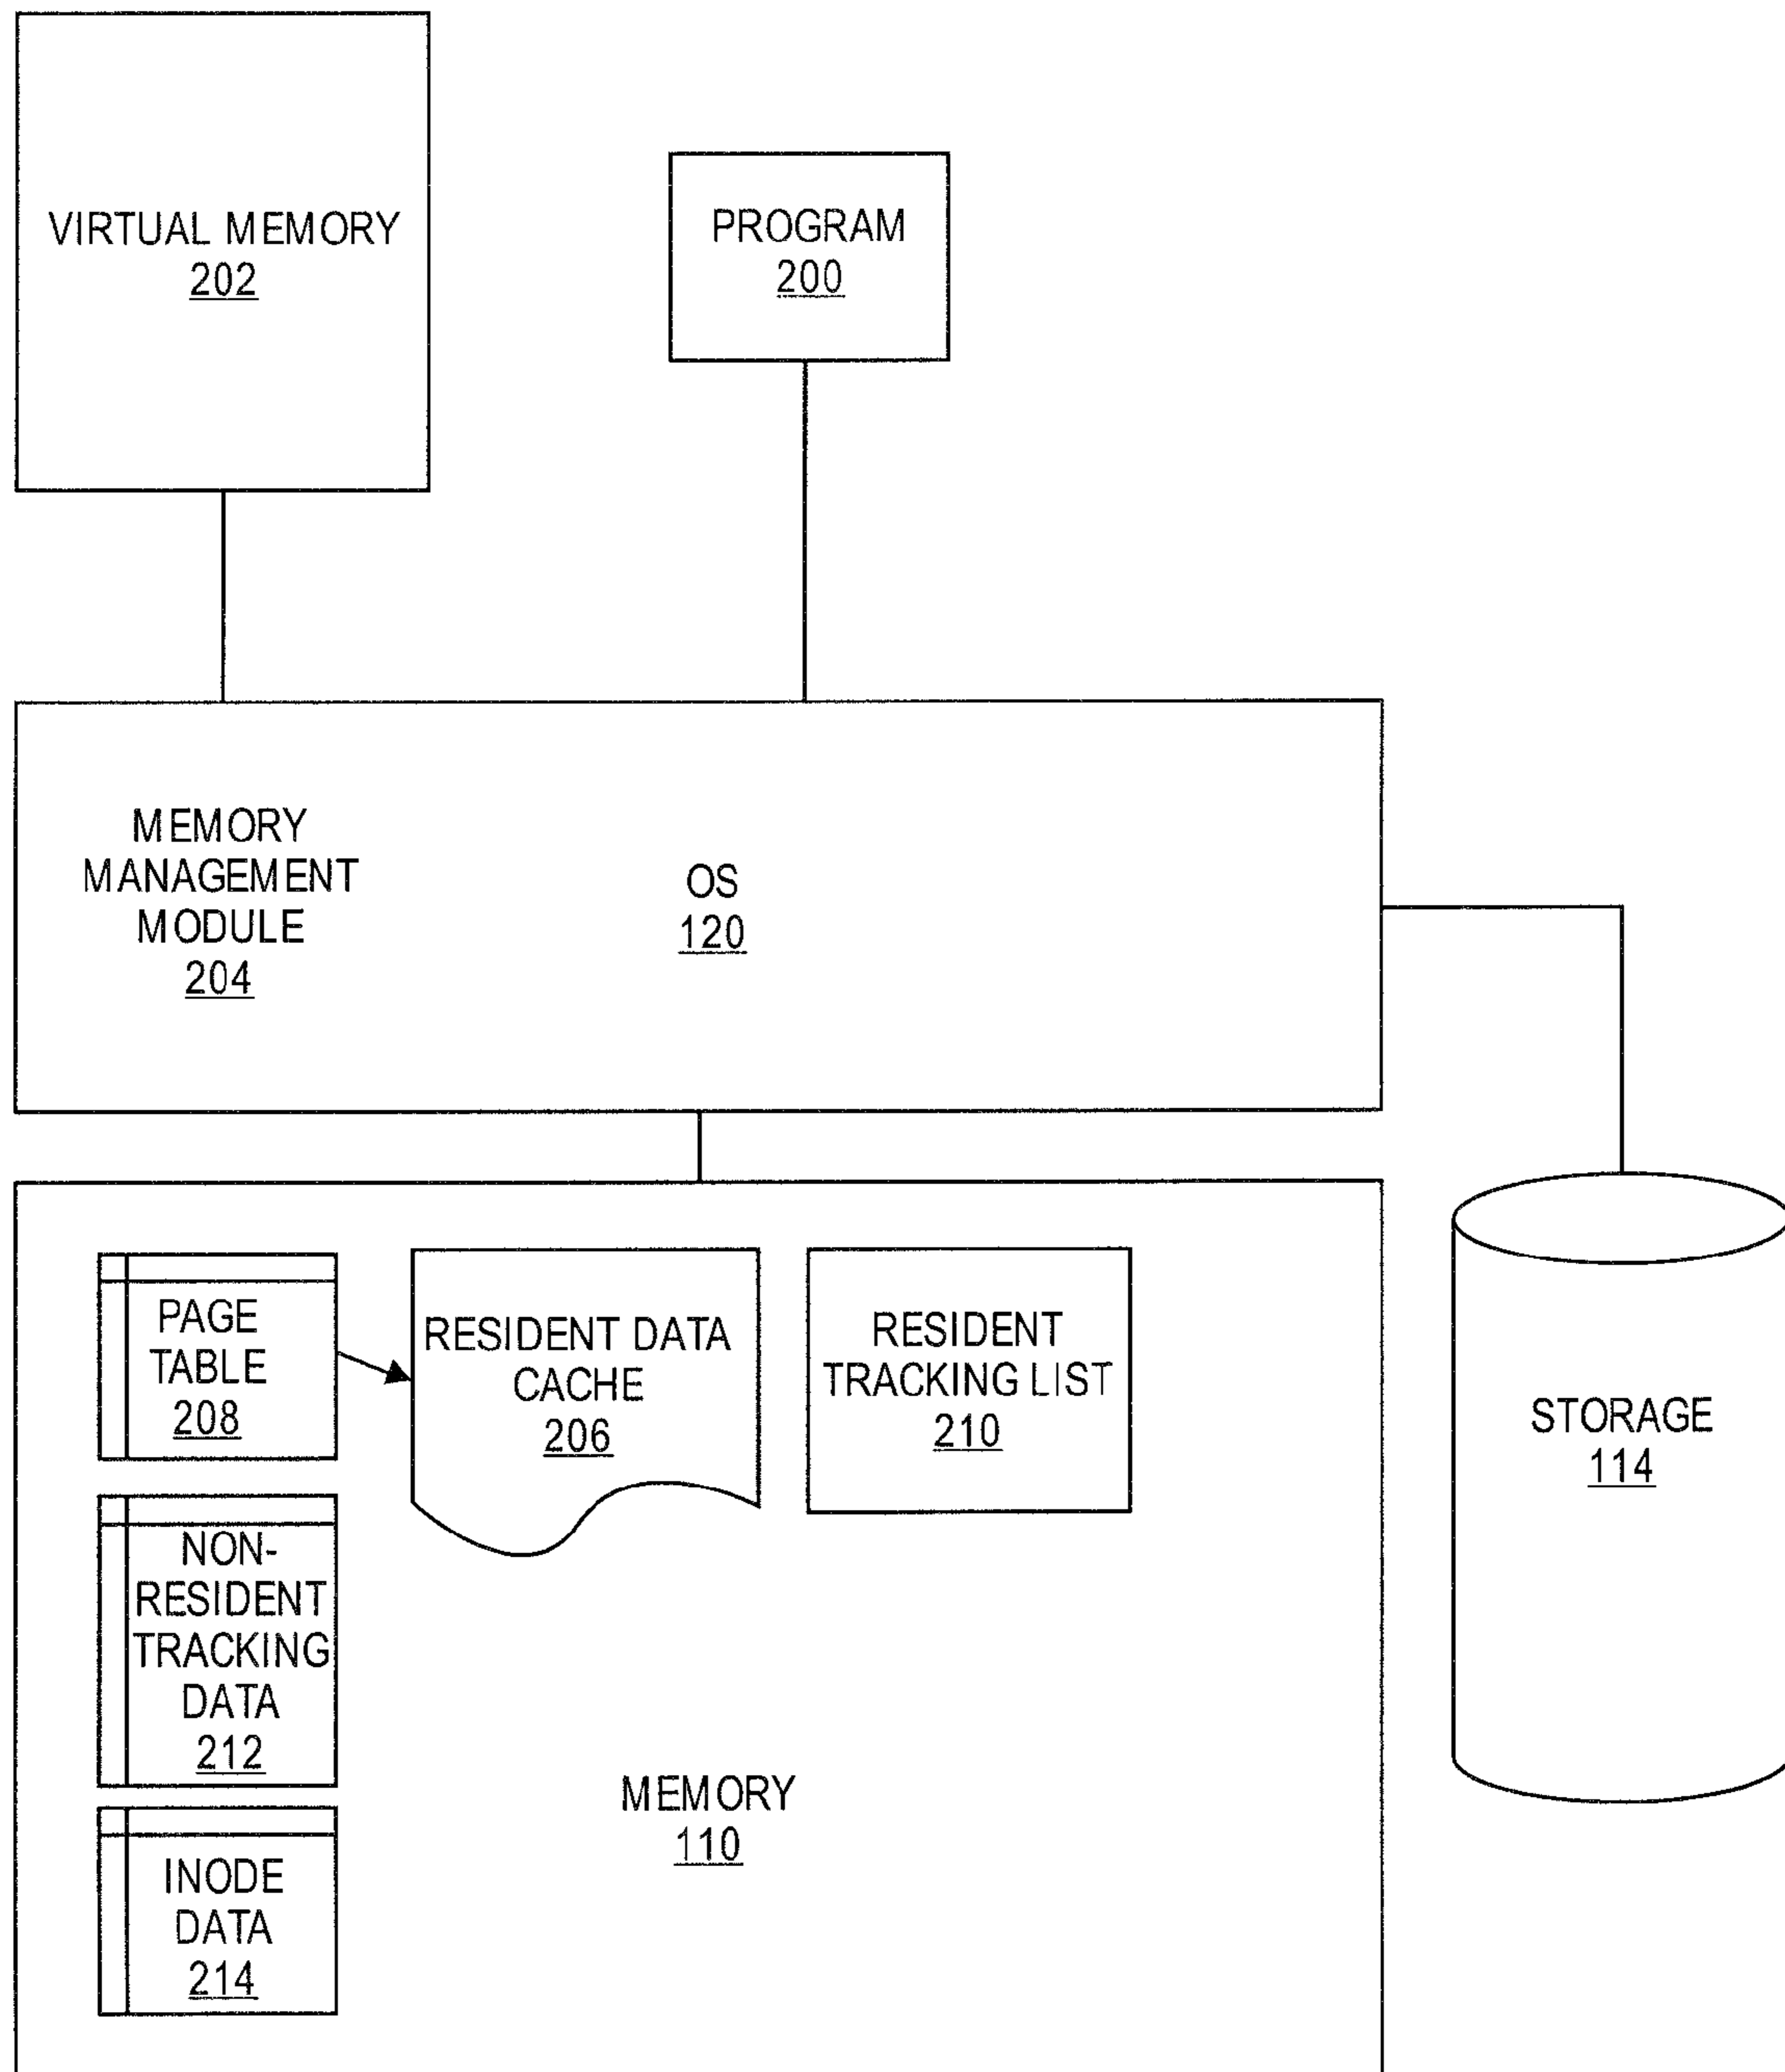 VIRTUAL MEMORY
202
PROGRAM
200
MEMORY
MANAGEMENT
MODULE
204
OS
120
PAGE
TABLE
208
RESIDENT DATA
CACHE
206
RESIDENT
TRACKING LIST
210
STORAGE
114
NON-
RESIDENT
TRACKING
DATA
212
MEMORY
110
INODE
DATA
214